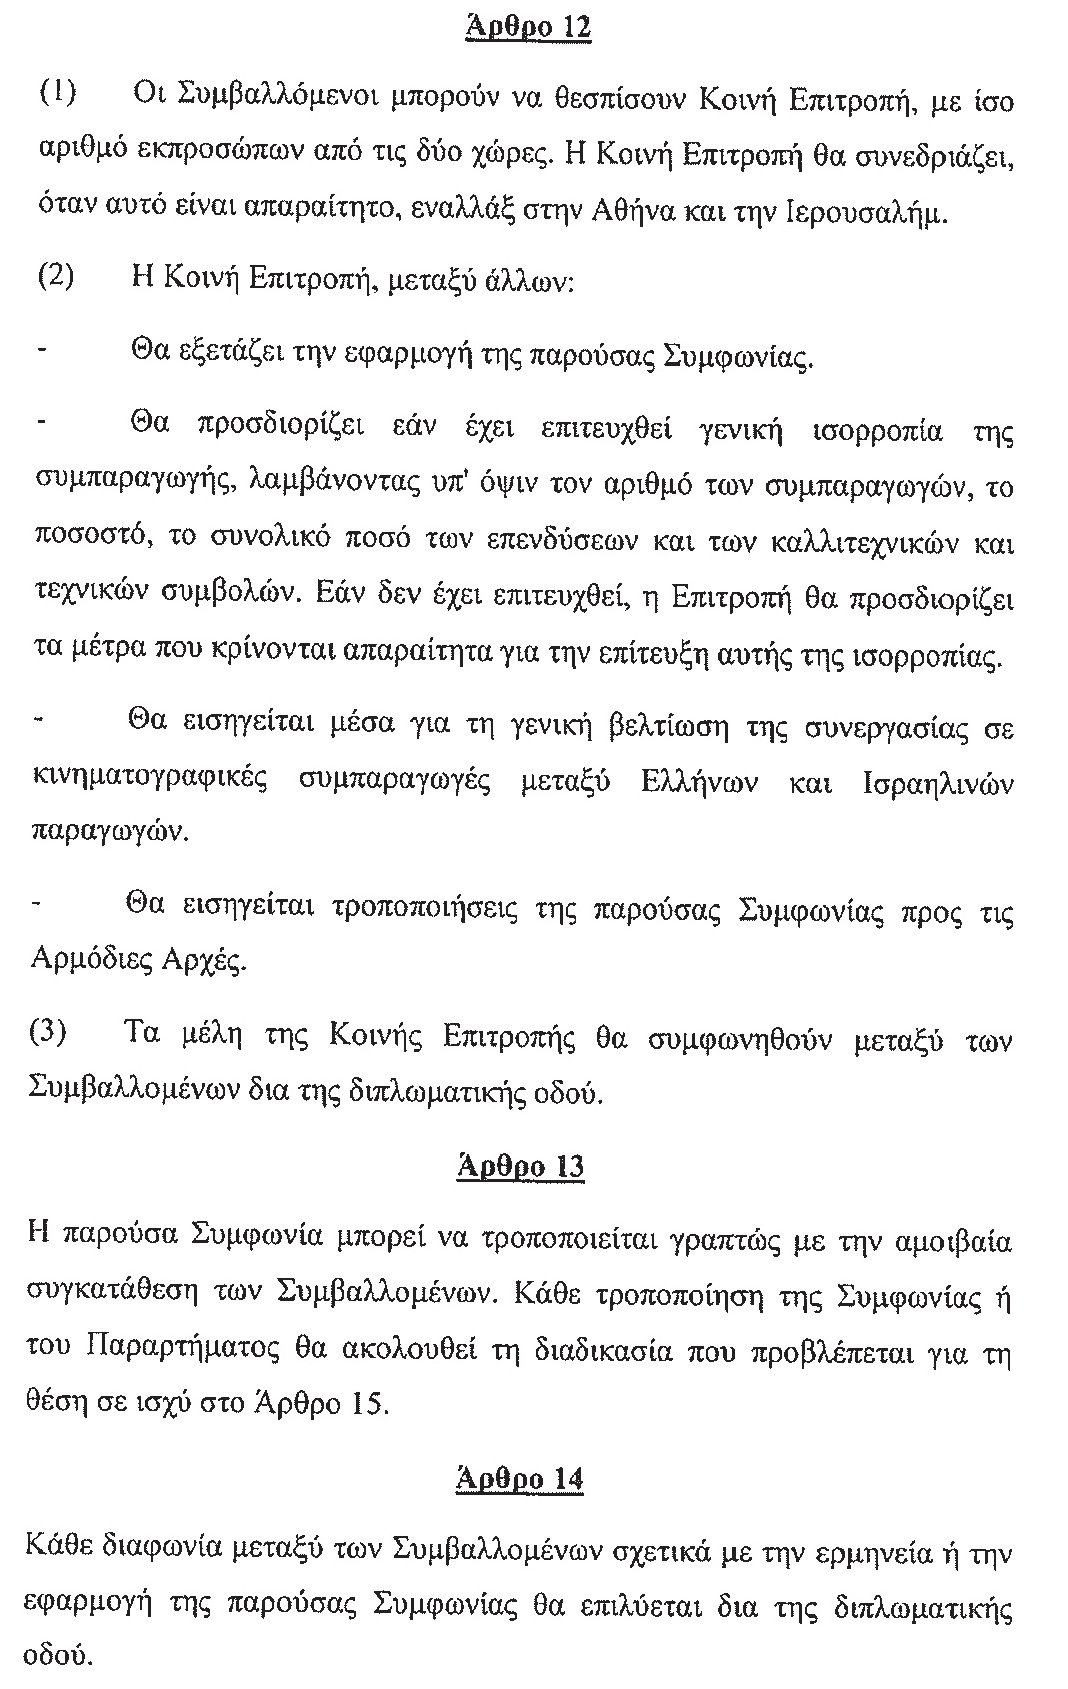 Άρθρο 12
(1) Οι Συμβαλλόμενοι μπορούν να θεσπίσουν Κοινή Επιτροπή, με ίσο
αριθμό εκπροσώπων από τις δύο χώρες. Η Κοινή Επιτροπή θα συνεδριάζει,
όταν αυτό είναι απαραίτητο, εναλλάξ στην Αθήνα και την Ιερουσαλήμ.
(2) Η Κοινή Επιτροπή, μεταξύ άλλων:
- Θα εξετάζει την εφαρμογή της παρούσας Συμφωνίας.
- Θα προσδιορίζει εάν έχει επιτευχθεί γενική ισορροπία της
συμπαραγωγής, λαμβάνοντας υπ' όψιν τον αριθμό των συμπαραγωγών, το
ποσοστό, το συνολικό ποσό των επενδύσεων και των καλλιτεχνικών και
τεχνικών συμβολών. Εάν δεν έχει επιτευχθεί, η Επιτροπή θα προσδιορίζει
τα μέτρα που κρίνονται απαραίτητα για την επίτευξη αυτής της ισορροπίας.
- Θα εισηγείται μέσα για τη γενική βελτίωση της συνεργασίας σε
κινηματογραφικές συμπαραγωγές μεταξύ Ελλήνων και Ισραηλινών
παραγωγών.
- Θα εισηγείται τροποποιήσεις της παρούσας Συμφωνίας προς τις
Αρμόδιες Αρχές.
(3) Τα μέλη της Κοινής Επιτροπής θα συμφωνηθούν μεταξύ των
Συμβαλλομένων δια της διπλωματικής οδού.
Άρθρο 13
Η παρούσα Συμφωνία μπορεί να τροποποιείται γραπτώς με την αμοιβαία
συγκατάθεση των Συμβαλλομένων. Κάθε τροποποίηση της Συμφωνίας ή
του Παραρτήματος θα ακολουθεί τη διαδικασία που προβλέπεται για τη
θέση σε ισχύ στο Άρθρο 15.
Άρθρο 14
Κάθε διαφωνία μεταξύ των Συμβαλλομένων σχετικά με την ερμηνεία ή την
εφαρμογή της παρούσας Συμφωνίας θα επιλύεται δια της διπλωματικής
οδού.